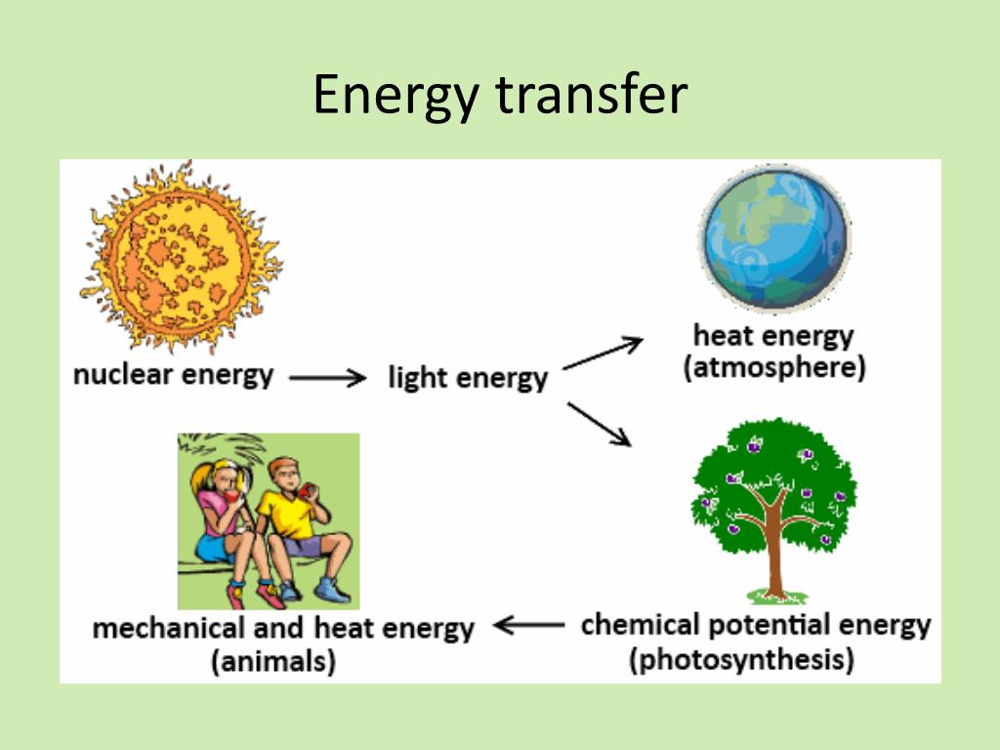 Energy transfer
nuclear energy
light energy
heat energy
(atmosphere)
mechanical and heat energy
(animals)
chemical potential energy
(photosynthesis)